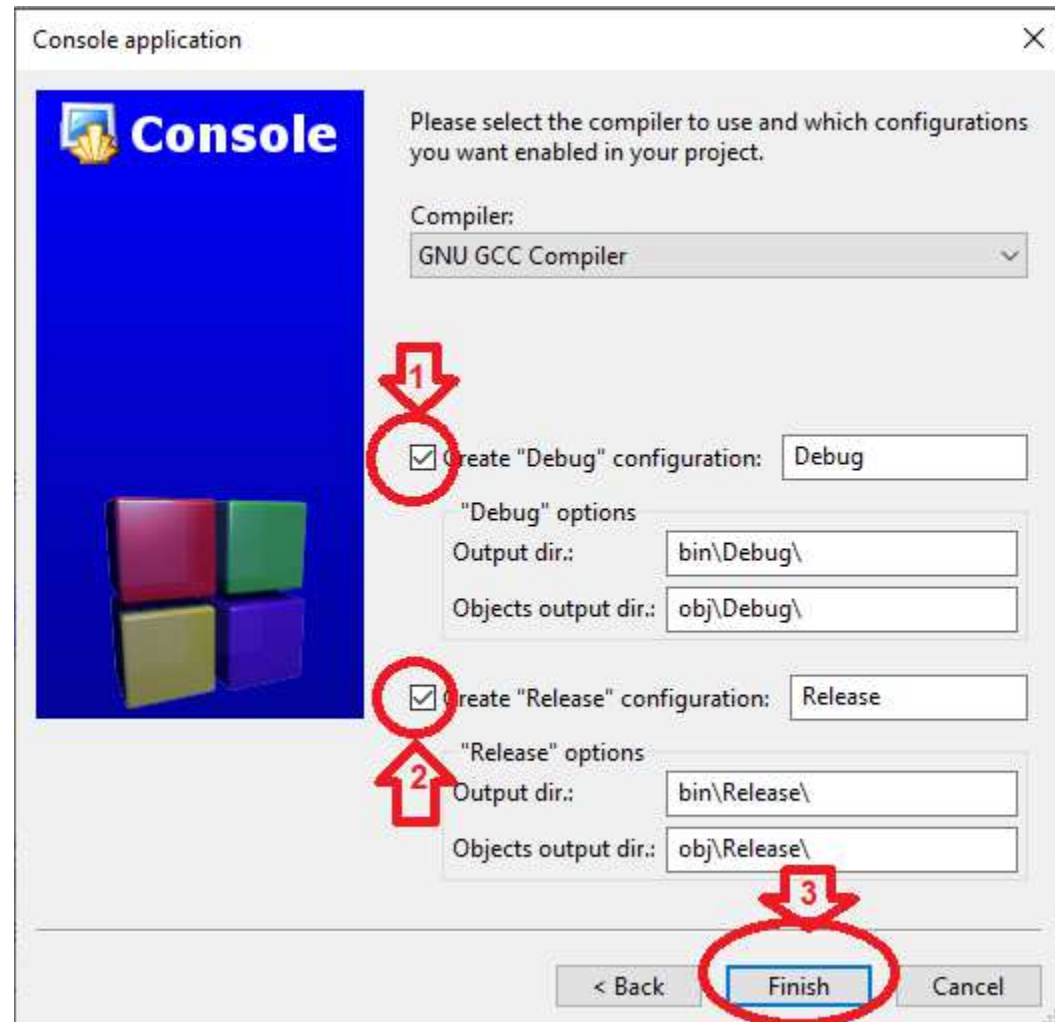 Console application
Console
Please select the compiler to use and which configurations
you want enabled in your project.
Compiler:
GNU GCC Compiler
1
Create "Debug" configuration: Debug
"Debug" options
Output dir.: bin\Debug\
Objects output dir.: obj\Debug\
Create "Release" configuration: Release
"Release" options
2
Output dir.: bin\Release\
Objects output dir.: obj\Release\
3
< Back Finish Cancel